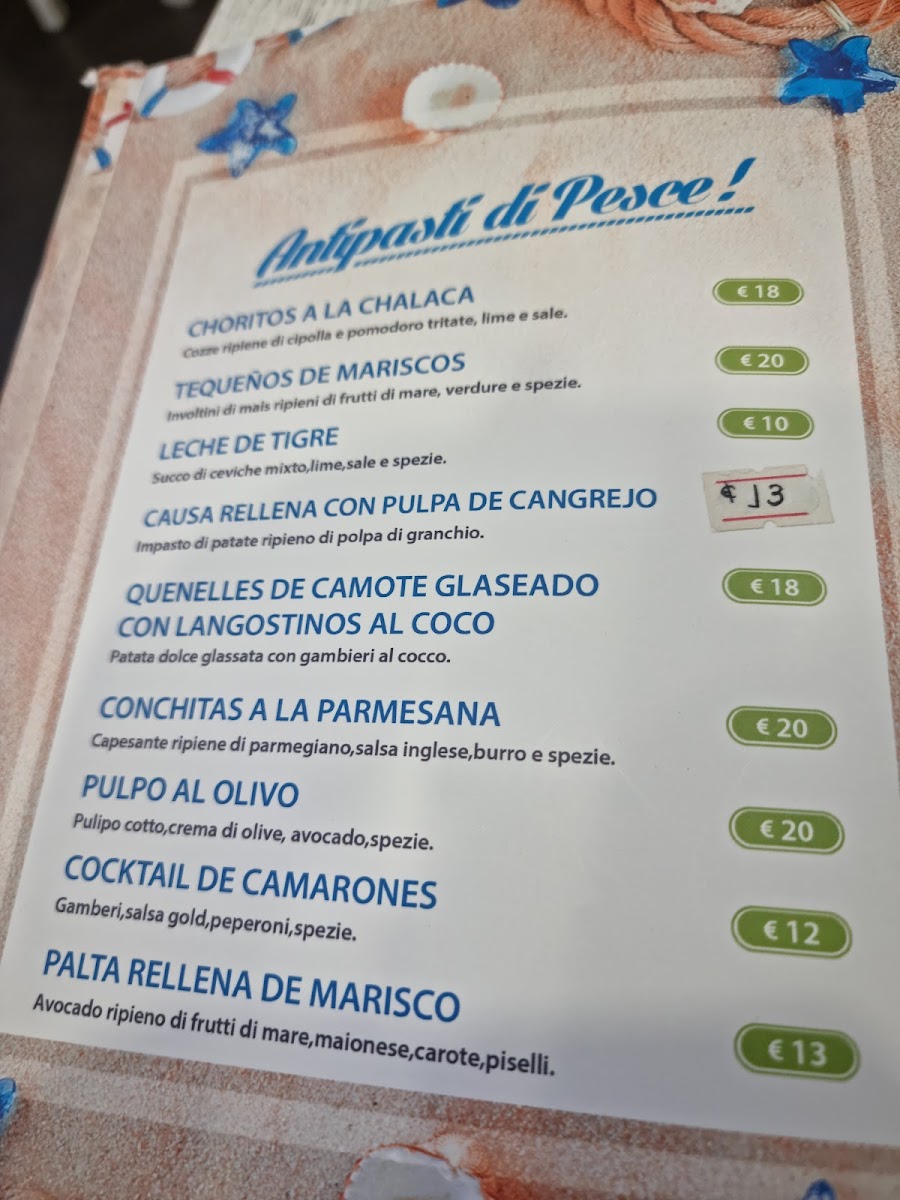 Antipasti di Pesce!
CHORITOS A LA CHALACA € 18
Cozze ripiene di cipolla e pomodoro tritate, lime e sale.
TEQUEÑOS DE MARISCOS € 20
Involtini di mais ripieni di frutti di mare, verdure e spezie.
LECHE DE TIGRE € 10
Succo di ceviche mixto,lime,sale e spezie.
CAUSA RELLENA CON PULPA DE CANGREJO € 13
Impasto di patate ripieno di polpa di granchio.
QUENELLES DE CAMOTE GLASEADO € 18
CON LANGOSTINOS AL COCO
Patata dolce glassata con gambieri al cocco.
CONCHITAS A LA PARMESANA € 20
Capesante ripiene di parmegiano,salsa inglese,burro e spezie.
PULPO AL OLIVO € 20
Pulipo cotto,crema di olive, avocado,spezie.
COCKTAIL DE CAMARONES € 12
Gamberi,salsa gold,peperoni,spezie.
PALTA RELLENA DE MARISCO € 13
Avocado ripieno di frutti di mare,maionese,carote,piselli.